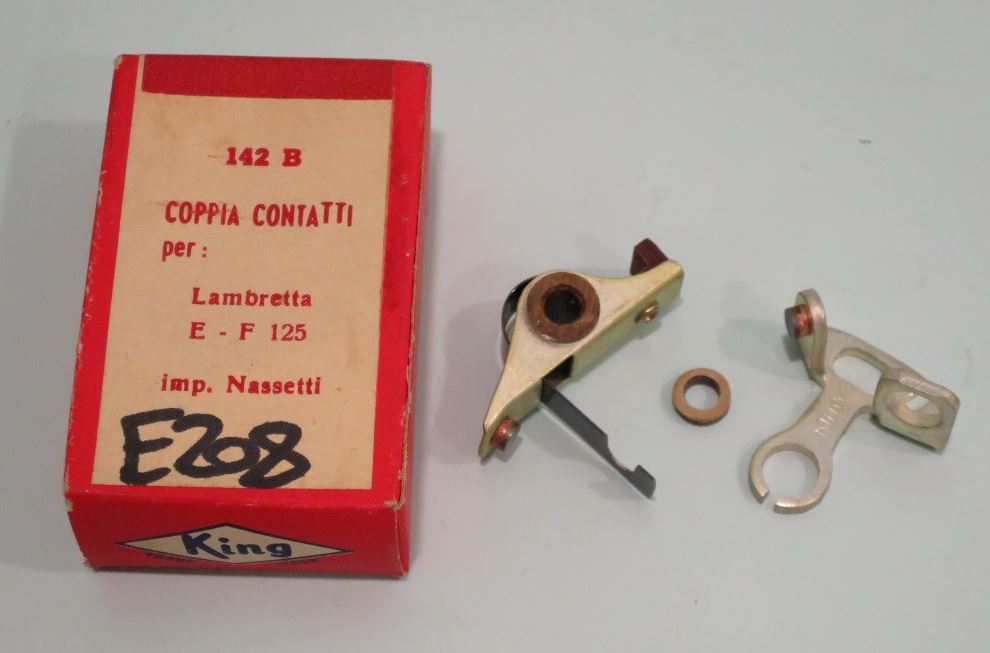 142 B
COPPIA CONTATTI
per:
Lambretta
E - F 125
imp. Nassetti
E208
King